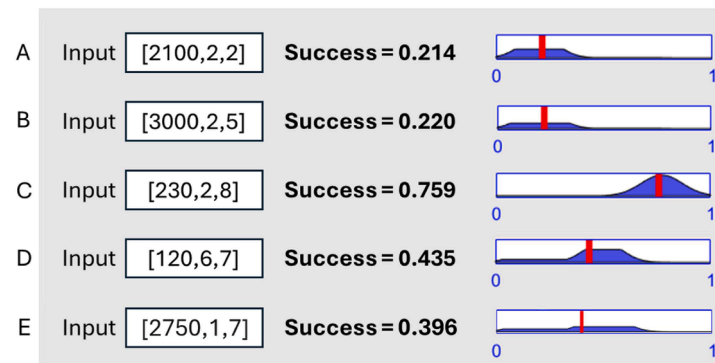 A Input [2100,2,2] Success = 0.214
0 1
B Input [3000,2,5] Success = 0.220
0 1
C Input [230,2,8] Success = 0.759
0 1
D Input [120,6,7] Success = 0.435
0 1
E Input [2750,1,7] Success = 0.396
0 1